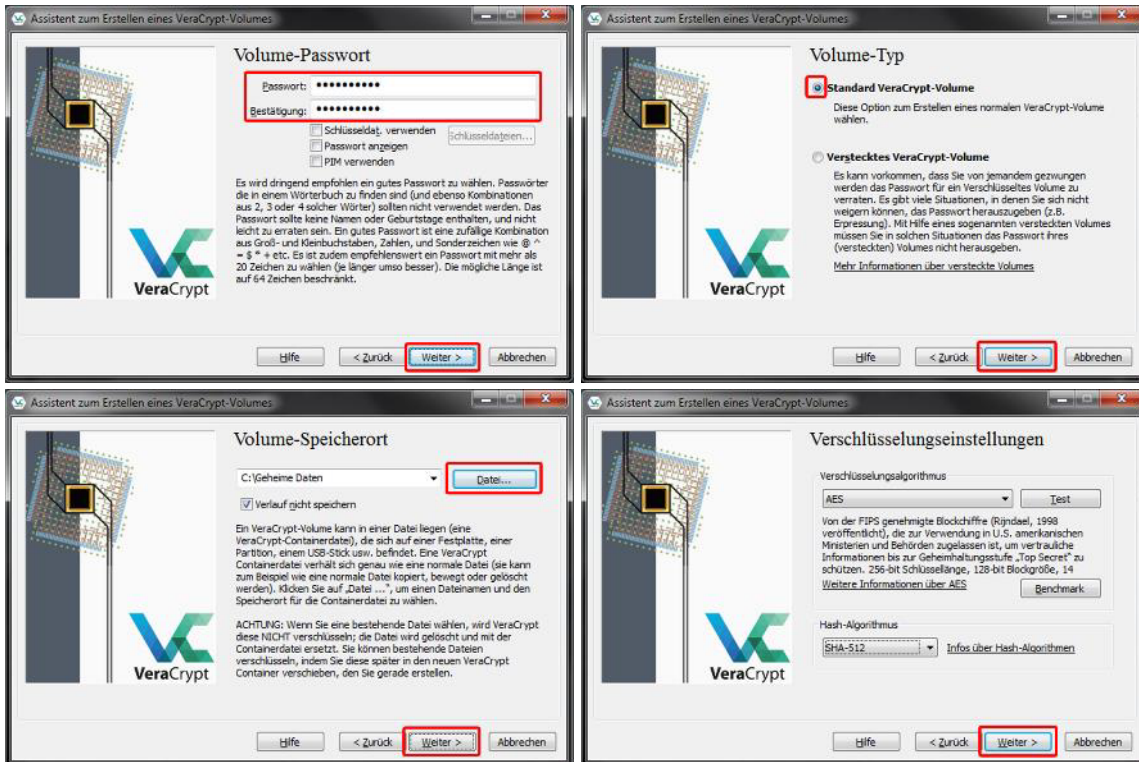 Assistent zum Erstellen eines VeraCrypt-Volumes
Volume-Passwort
Passwort: ●●●●●●●●●●
Bestätigung: ●●●●●●●●●●
Schlüsseldat. verwenden
Schlüsseldateien...
Passwort anzeigen
PIM verwenden
Es wird dringend empfohlen ein gutes Passwort zu wählen. Passwörter
die in einem Wörterbuch zu finden sind (und ebenso Kombinationen
aus 2, 3 oder 4 solcher Wörter) sollten nicht verwendet werden. Das
Passwort sollte keine Namen oder Geburtstage enthalten, und nicht
leicht zu erraten sein. Ein gutes Passwort ist eine zufällige Kombination
aus Groß- und Kleinbuchstaben, Zahlen, und Sonderzeichen wie @ ^
= $ * + etc. Es ist zudem empfehlenswert ein Passwort mit mehr als
20 Zeichen zu wählen (je länger umso besser). Die mögliche Länge ist
auf 64 Zeichen beschränkt.
VeraCrypt
Hilfe
< Zurück
Weiter >
Abbrechen
Assistent zum Erstellen eines VeraCrypt-Volumes
Volume-Typ
Standard VeraCrypt-Volume
Diese Option zum Erstellen eines normalen VeraCrypt-Volume
wählen.
Verstecktes VeraCrypt-Volume
Es kann vorkommen, dass Sie von jemandem gezwungen
werden das Passwort für ein Verschlüsseltes Volume zu
verraten. Es gibt viele Situationen, in denen Sie sich nicht
weigern können, das Passwort herauszugeben (z.B.
Erpressung). Mit Hilfe eines sogenannten versteckten Volumes
müssen Sie in solchen Situationen das Passwort ihres
(versteckten) Volumes nicht herausgeben.
Mehr Informationen über versteckte Volumes
VeraCrypt
Hilfe
< Zurück
Weiter >
Abbrechen
Assistent zum Erstellen eines VeraCrypt-Volumes
Volume-Speicherort
C:\Geheime Daten
Datei...
Verlauf nicht speichern
Ein VeraCrypt-Volume kann in einer Datei liegen (eine
VeraCrypt-Containerdatei), die sich auf einer Festplatte, einer
Partition, einem USB-Stick usw. befindet. Eine VeraCrypt
Containerdatei verhält sich genau wie eine normale Datei (sie kann
zum Beispiel wie eine normale Datei kopiert, bewegt oder gelöscht
werden). Klicken Sie auf „Datei ...", um einen Dateinamen und den
Speicherort für die Containerdatei zu wählen.
ACHTUNG: Wenn Sie eine bestehende Datei wählen, wird VeraCrypt
diese NICHT verschlüsseln; die Datei wird gelöscht und mit der
Containerdatei ersetzt. Sie können bestehende Dateien
verschlüsseln, indem Sie diese später in den neuen VeraCrypt
Container verschieben, den Sie gerade erstellen.
VeraCrypt
Hilfe
< Zurück
Weiter >
Abbrechen
Assistent zum Erstellen eines VeraCrypt-Volumes
Verschlüsselungseinstellungen
Verschlüsselungsalgorithmus
AES
Test
Von der FIPS genehmigte Blockchiffre (Rijndael, 1998
veröffentlicht), die zur Verwendung in U.S. amerikanischen
Ministerien und Behörden zugelassen ist, um vertrauliche
Informationen bis zur Geheimhaltungsstufe „Top Secret" zu
schützen. 256-bit Schlüssellänge, 128-bit Blockgröße, 14
Weitere Informationen über AES
Benchmark
Hash-Algorithmus
SHA-512
Infos über Hash-Algorithmen
VeraCrypt
Hilfe
< Zurück
Weiter >
Abbrechen